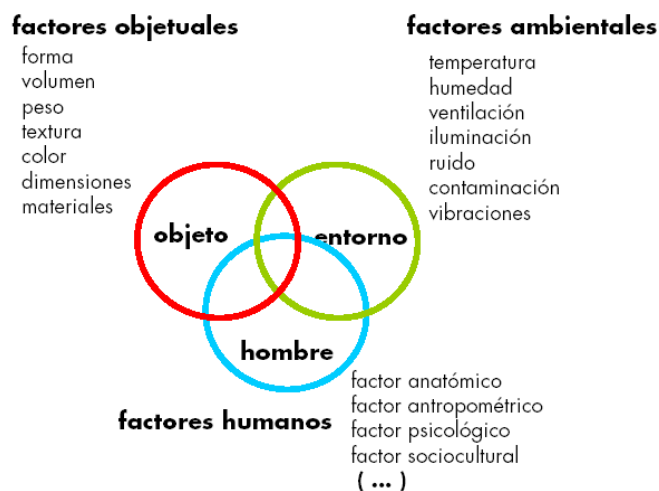 factores objetuales
forma
volumen
peso
textura
color
dimensiones
materiales
factores ambientales
temperatura
humedad
ventilación
iluminación
ruido
contaminación
vibraciones
objeto
entorno
hombre
factores humanos
factor anatómico
factor antropométrico
factor psicológico
factor sociocultural
( ... )